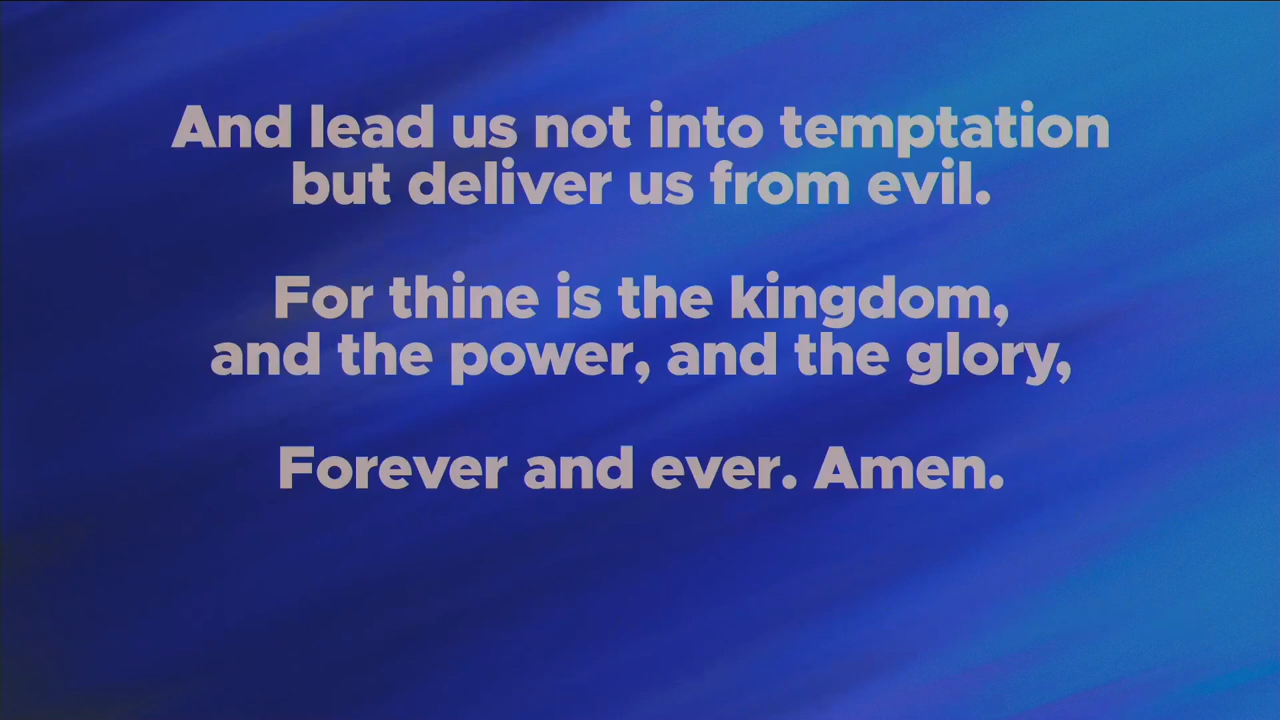 And lead us not into temptation
but deliver us from evil.
For thine is the kingdom,
and the power, and the glory,
Forever and ever. Amen.